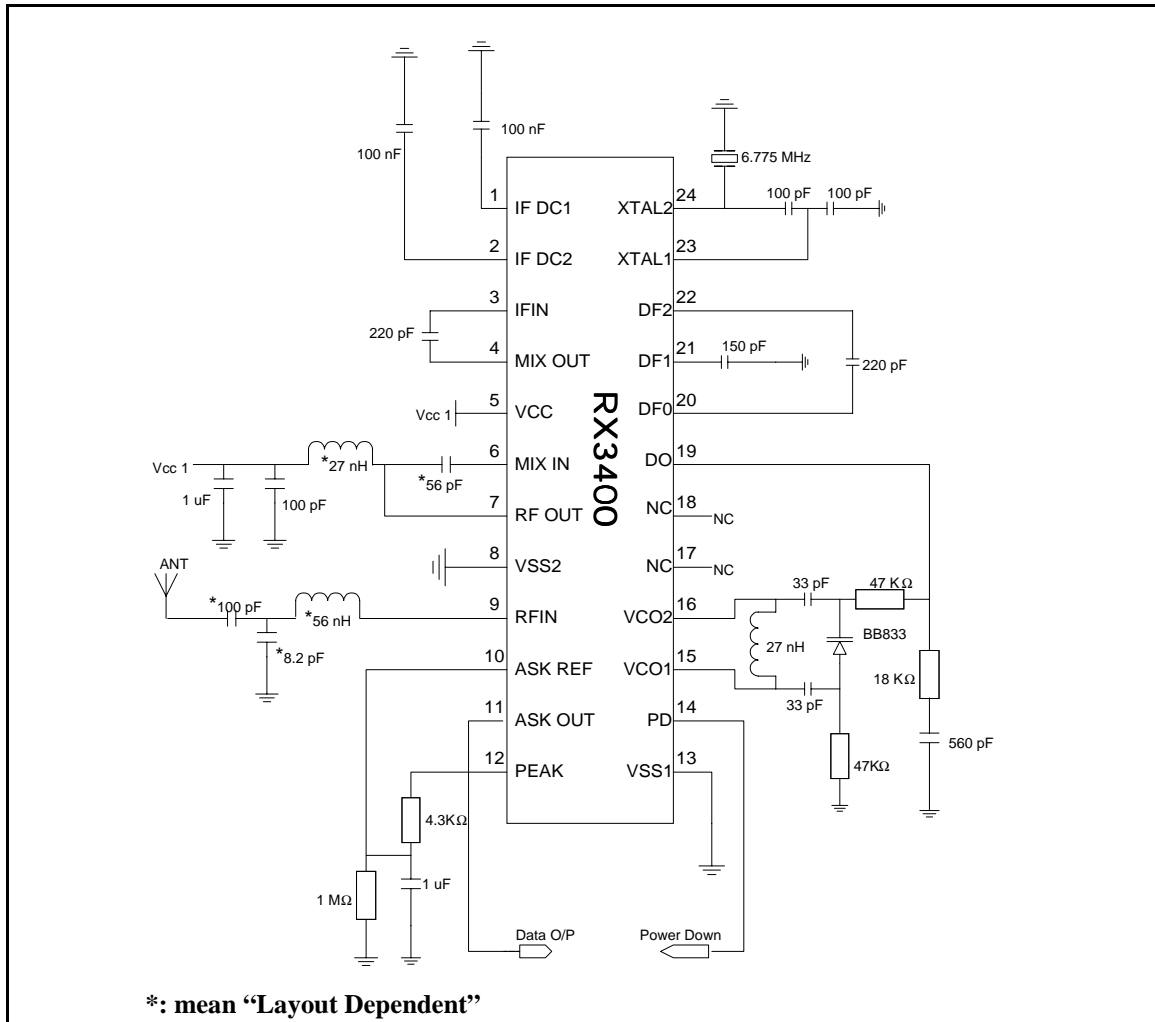 100 nF
100 nF
6.775 MHz
100 pF
100 pF
1
IF DC1
XTAL2
24
2
IF DC2
XTAL1
23
3
IFIN
DF2
22
220 pF
4
MIX OUT
DF1
21
150 pF
220 pF
Vcc 1
5
VCC
DF0
20
RX3400
Vcc 1
*27 nH
*56 pF
6
MIX IN
DO
19
1 uF
100 pF
7
RF OUT
NC
18
NC
8
VSS2
NC
17
NC
ANT
*100 pF
*56 nH
*8.2 pF
9
RFIN
VCO2
16
33 pF
47 KΩ
27 nH
BB833
10
ASK REF
VCO1
15
33 pF
18 KΩ
11
ASK OUT
PD
14
560 pF
12
PEAK
VSS1
13
47KΩ
4.3KΩ
1 MΩ
1 uF
Data O/P
Power Down
*: mean “Layout Dependent”